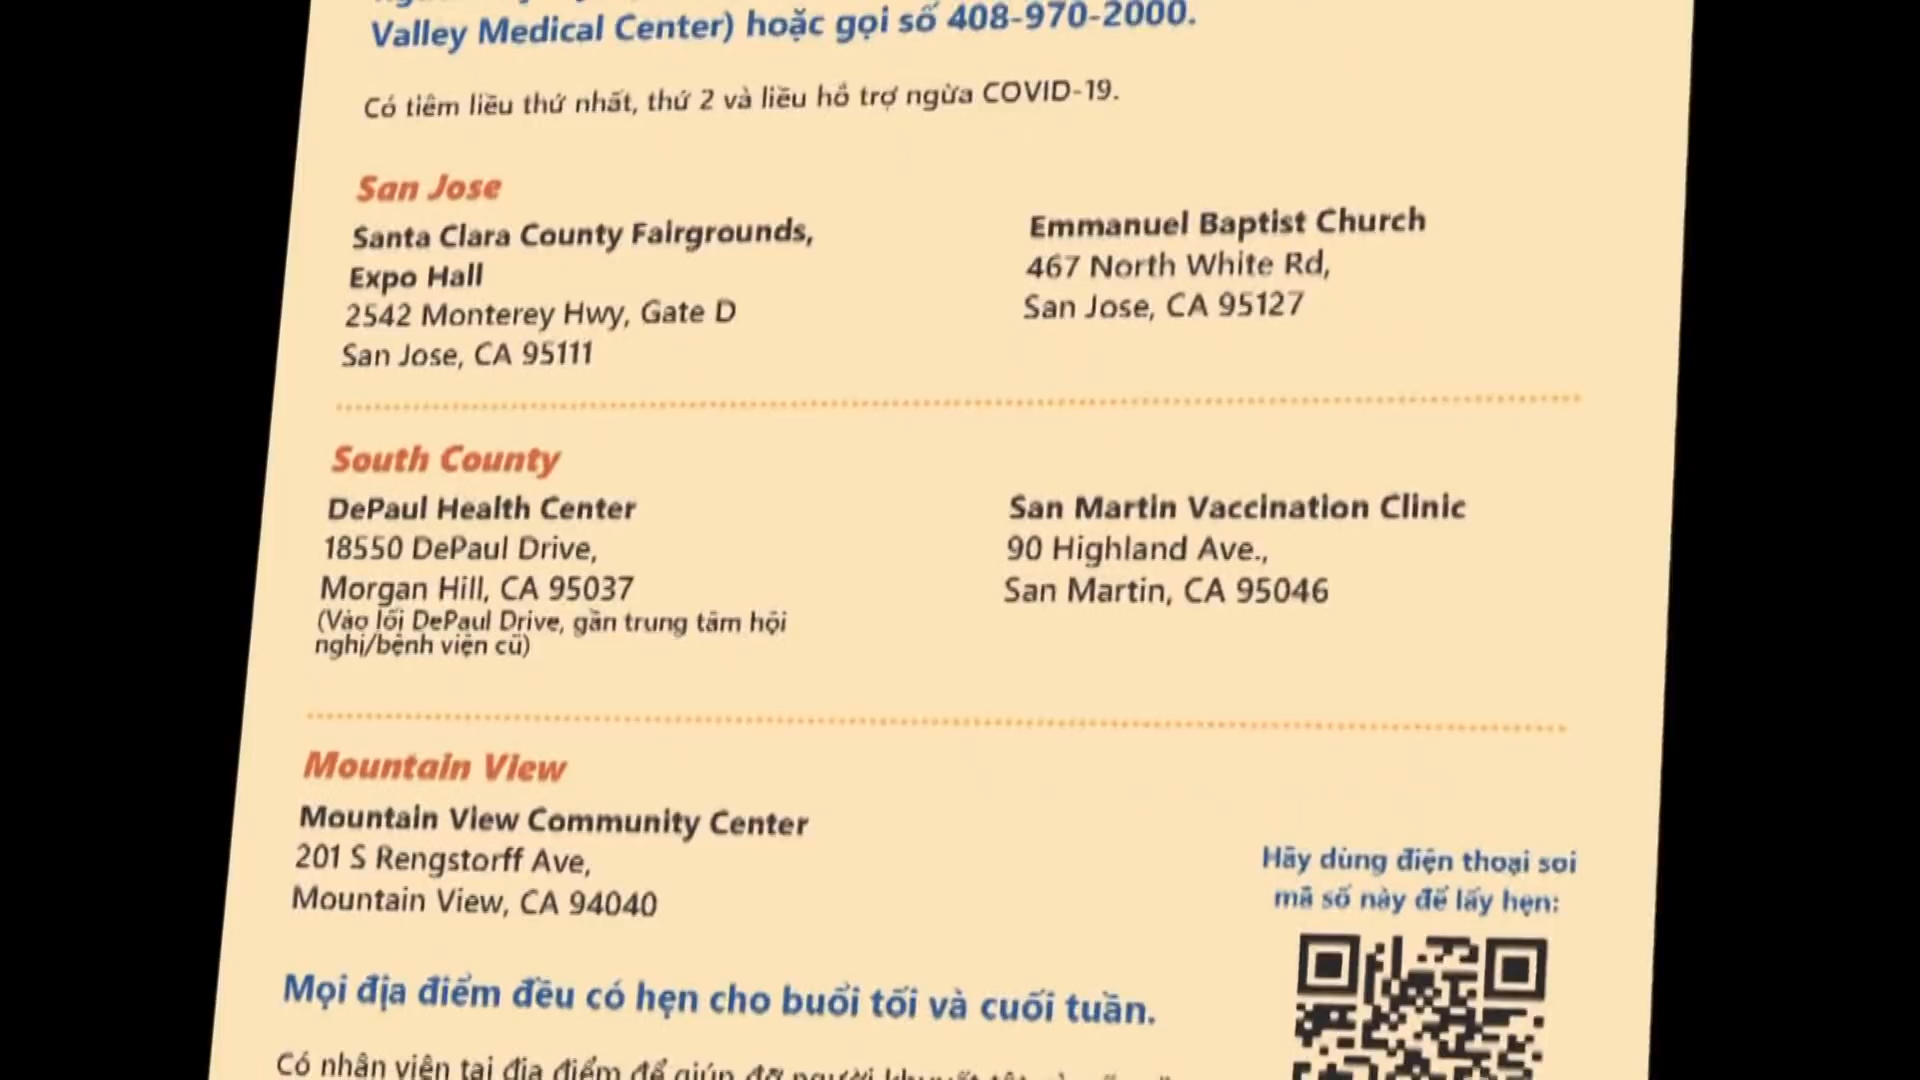 Valley Medical Center) hoặc gọi số 408-970-2000.
Có tiêm liều thứ nhất, thứ 2 và liều hỗ trợ ngừa COVID-19.
San Jose
Santa Clara County Fairgrounds,
Expo Hall
2542 Monterey Hwy, Gate D
San Jose, CA 95111
Emmanuel Baptist Church
467 North White Rd,
San Jose, CA 95127
South County
DePaul Health Center
18550 DePaul Drive,
Morgan Hill, CA 95037
(Vào lối DePaul Drive, gần trung tâm hội
nghị/bệnh viện cũ)
San Martin Vaccination Clinic
90 Highland Ave.,
San Martin, CA 95046
Mountain View
Mountain View Community Center
201 S Rengstorff Ave,
Mountain View, CA 94040
Hãy dùng điện thoại soi
mã số này để lấy hẹn:
Mọi địa điểm đều có hẹn cho buổi tối và cuối tuần.
Có nhân viên tại địa điểm để giúp đỡ người